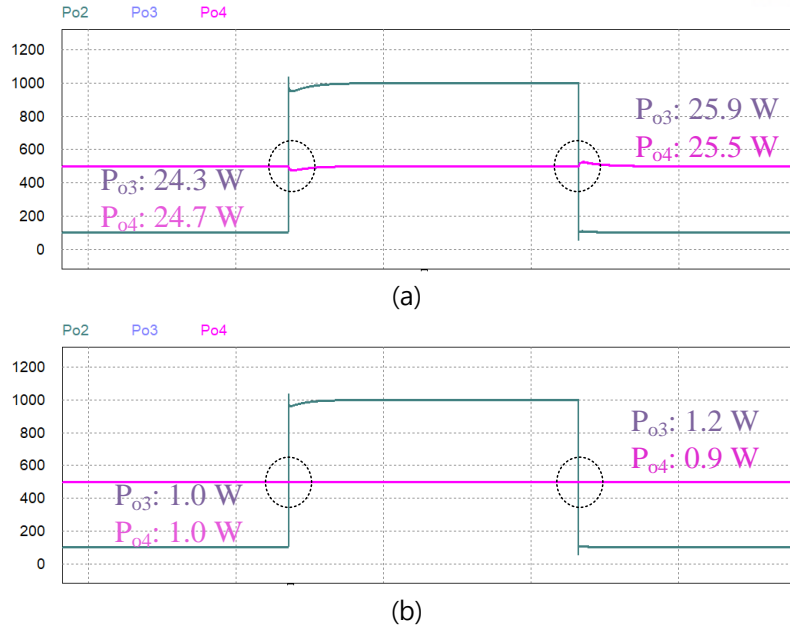 Po2 Po3 Po4
1200
1000
800
600
400
200
0
Po3: 25.9 W
Po4: 25.5 W
Po3: 24.3 W
Po4: 24.7 W
(a)
Po2 Po3 Po4
1200
1000
800
600
400
200
0
Po3: 1.2 W
Po4: 0.9 W
Po3: 1.0 W
Po4: 1.0 W
(b)